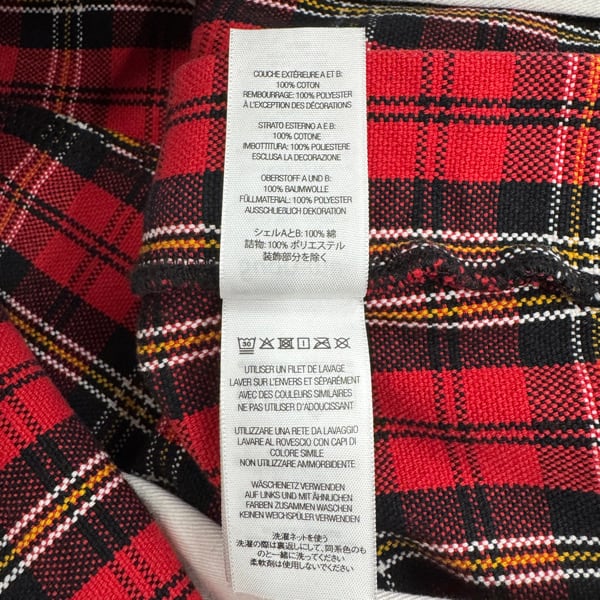 COUCHE EXTÉRIEURE A ET B:
100% COTON
REMBOURRAGE: 100% POLYESTER
À L'EXCEPTION DES DÉCORATIONS
STRATO ESTERNO A E B:
100% COTONE
IMBOTTITURA: 100% POLIESTERE
ESCLUSA LA DECORAZIONE
OBERSTOFF A UND B:
100% BAUMWOLLE
FÜLLMATERIAL: 100% POLYESTER
AUSSCHLIEßLICH DEKORATION
シェルAとB: 100% 綿
詰物: 100% ポリエステル
装飾部分を除く
30
UTILISER UN FILET DE LAVAGE
LAVER SUR L'ENVERS ET SÉPARÉMENT
AVEC DES COULEURS SIMILAIRES
NE PAS UTILISER D'ADOUCISSANT
UTILIZZARE UNA RETE DA LAVAGGIO
LAVARE AL ROVESCIO CON CAPI DI
COLORE SIMILE
NON UTILIZZARE AMMORBIDENTE
WÄSCHENETZ VERWENDEN
AUF LINKS UND MIT ÄHNLICHEN
FARBEN ZUSAMMEN WASCHEN
KEINEN WEICHSPÜLER VERWENDEN
洗濯ネットを使う
洗濯の際は裏返しにして、同系色のも
のと一緒に洗ってください
柔軟剤は使用しないでください